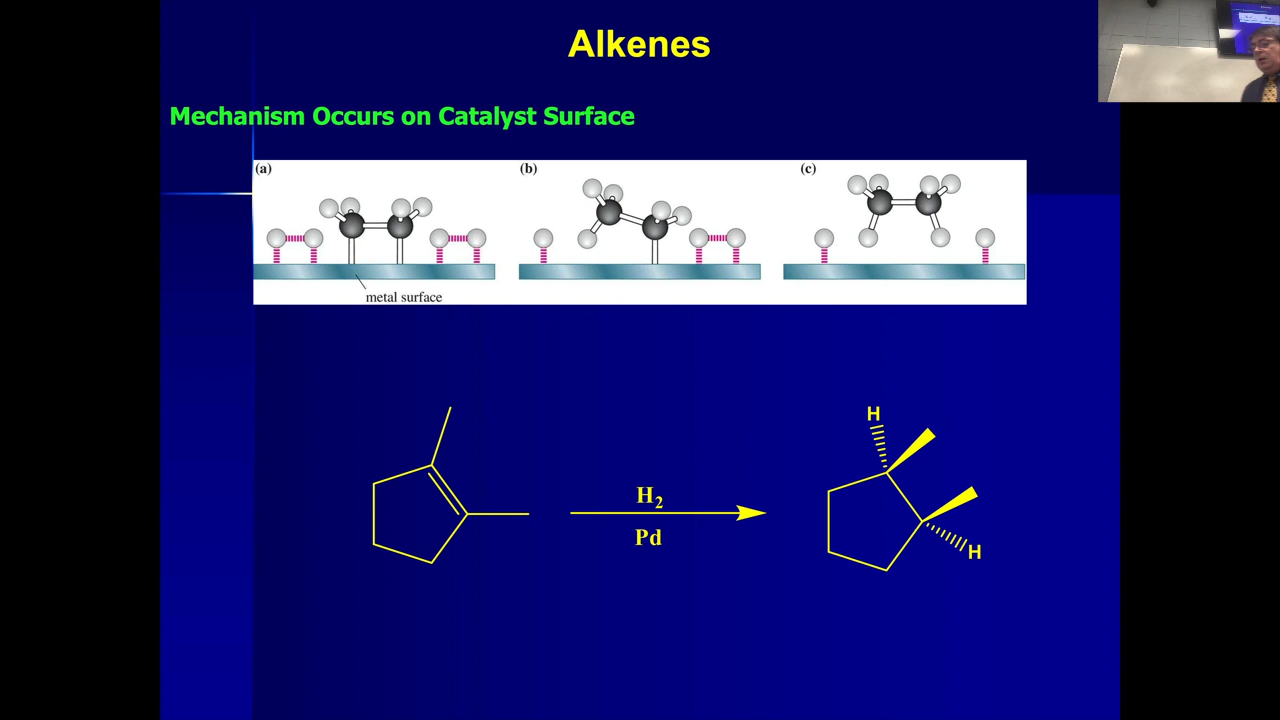 Alkenes
Mechanism Occurs on Catalyst Surface
(a) (b) (c)
metal surface
H
H₂
Pd
H